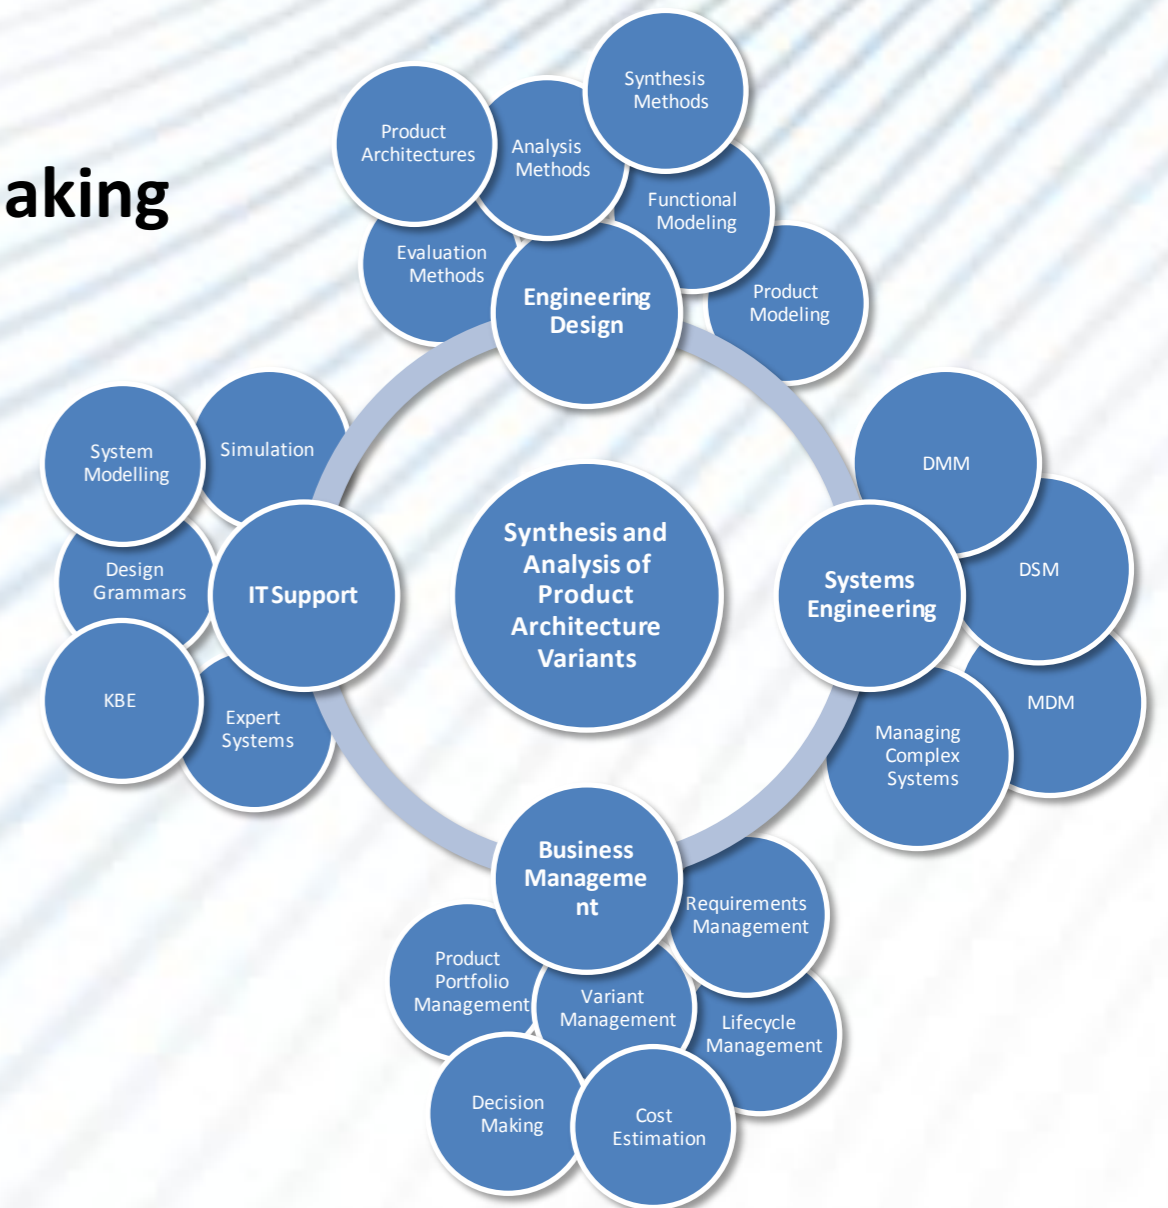 aking
Synthesis
Methods
Product
Architectures
Analysis
Methods
Functional
Modeling
Evaluation
Methods
Engineering
Design
Product
Modeling
System
Modelling
Simulation
DMM
Design
Grammars
IT Support
Synthesis and
Analysis of
Product
Architecture
Variants
Systems
Engineering
DSM
KBE
Expert
Systems
MDM
Managing
Complex
Systems
Business
Manageme
nt
Requirements
Management
Product
Portfolio
Management
Variant
Management
Lifecycle
Management
Decision
Making
Cost
Estimation